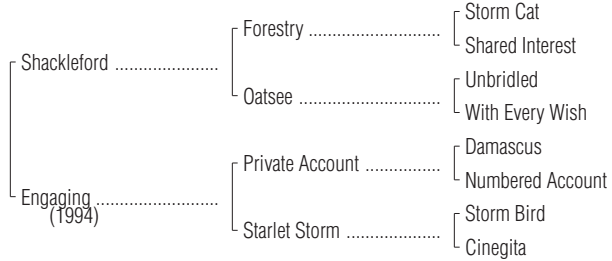 Storm Cat
Forestry ..............................
Shared Interest
Shackleford .......................
Unbridled
Oatsee ................................
With Every Wish
Damascus
Private Account .................
Numbered Account
Engaging ...........................
(1994)
Storm Bird
Starlet Storm .....................
Cinegita